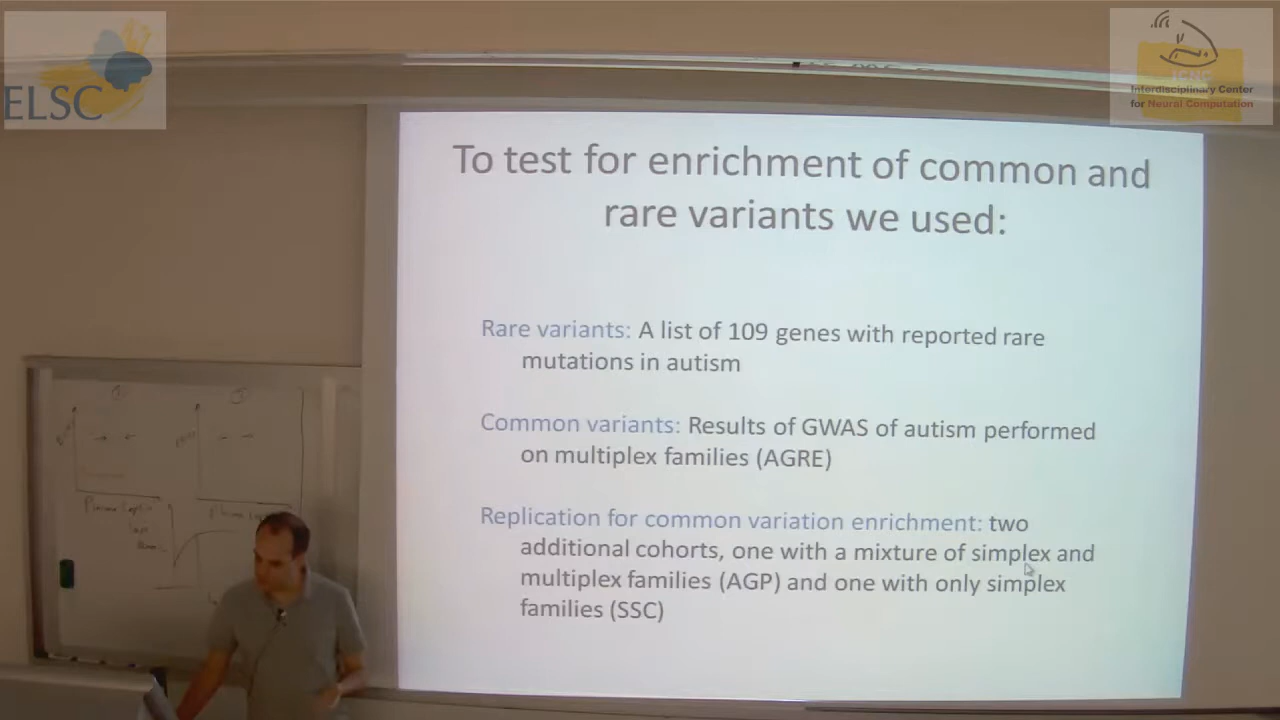 ELSC
ICNC
Interdisciplinary Center
for Neural Computation
To test for enrichment of common and
rare variants we used:
Rare variants: A list of 109 genes with reported rare
mutations in autism
Common variants: Results of GWAS of autism performed
on multiplex families (AGRE)
Replication for common variation enrichment: two
additional cohorts, one with a mixture of simplex and
multiplex families (AGP) and one with only simplex
families (SSC)
Plasma